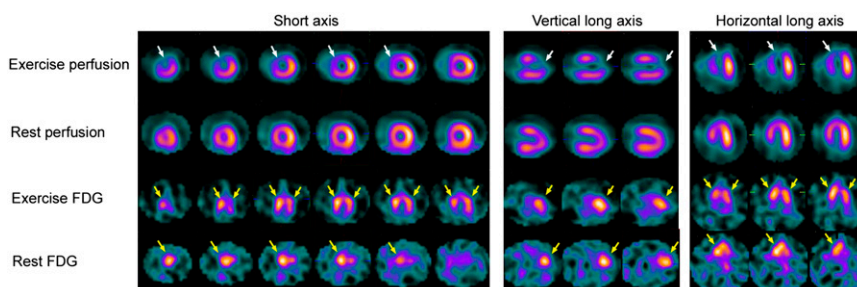 Short axis
Vertical long axis
Horizontal long axis
Exercise perfusion
Rest perfusion
Exercise FDG
Rest FDG